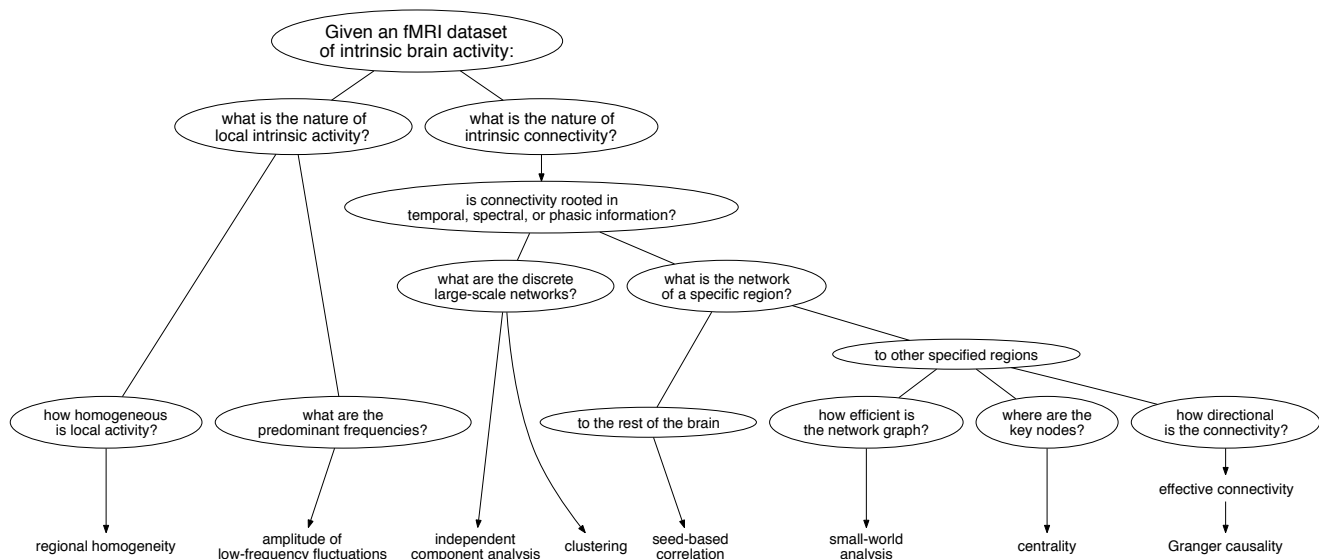 Given an fMRI dataset
of intrinsic brain activity:
what is the nature of
local intrinsic activity?
what is the nature of
intrinsic connectivity?
is connectivity rooted in
temporal, spectral, or phasic information?
what are the discrete
large-scale networks?
what is the network
of a specific region?
to other specified regions
how homogeneous
is local activity?
what are the
predominant frequencies?
to the rest of the brain
how efficient is
the network graph?
where are the
key nodes?
how directional
is the connectivity?
effective connectivity
regional homogeneity
amplitude of
low-frequency fluctuations
independent
component analysis
clustering
seed-based
correlation
small-world
analysis
centrality
Granger causality